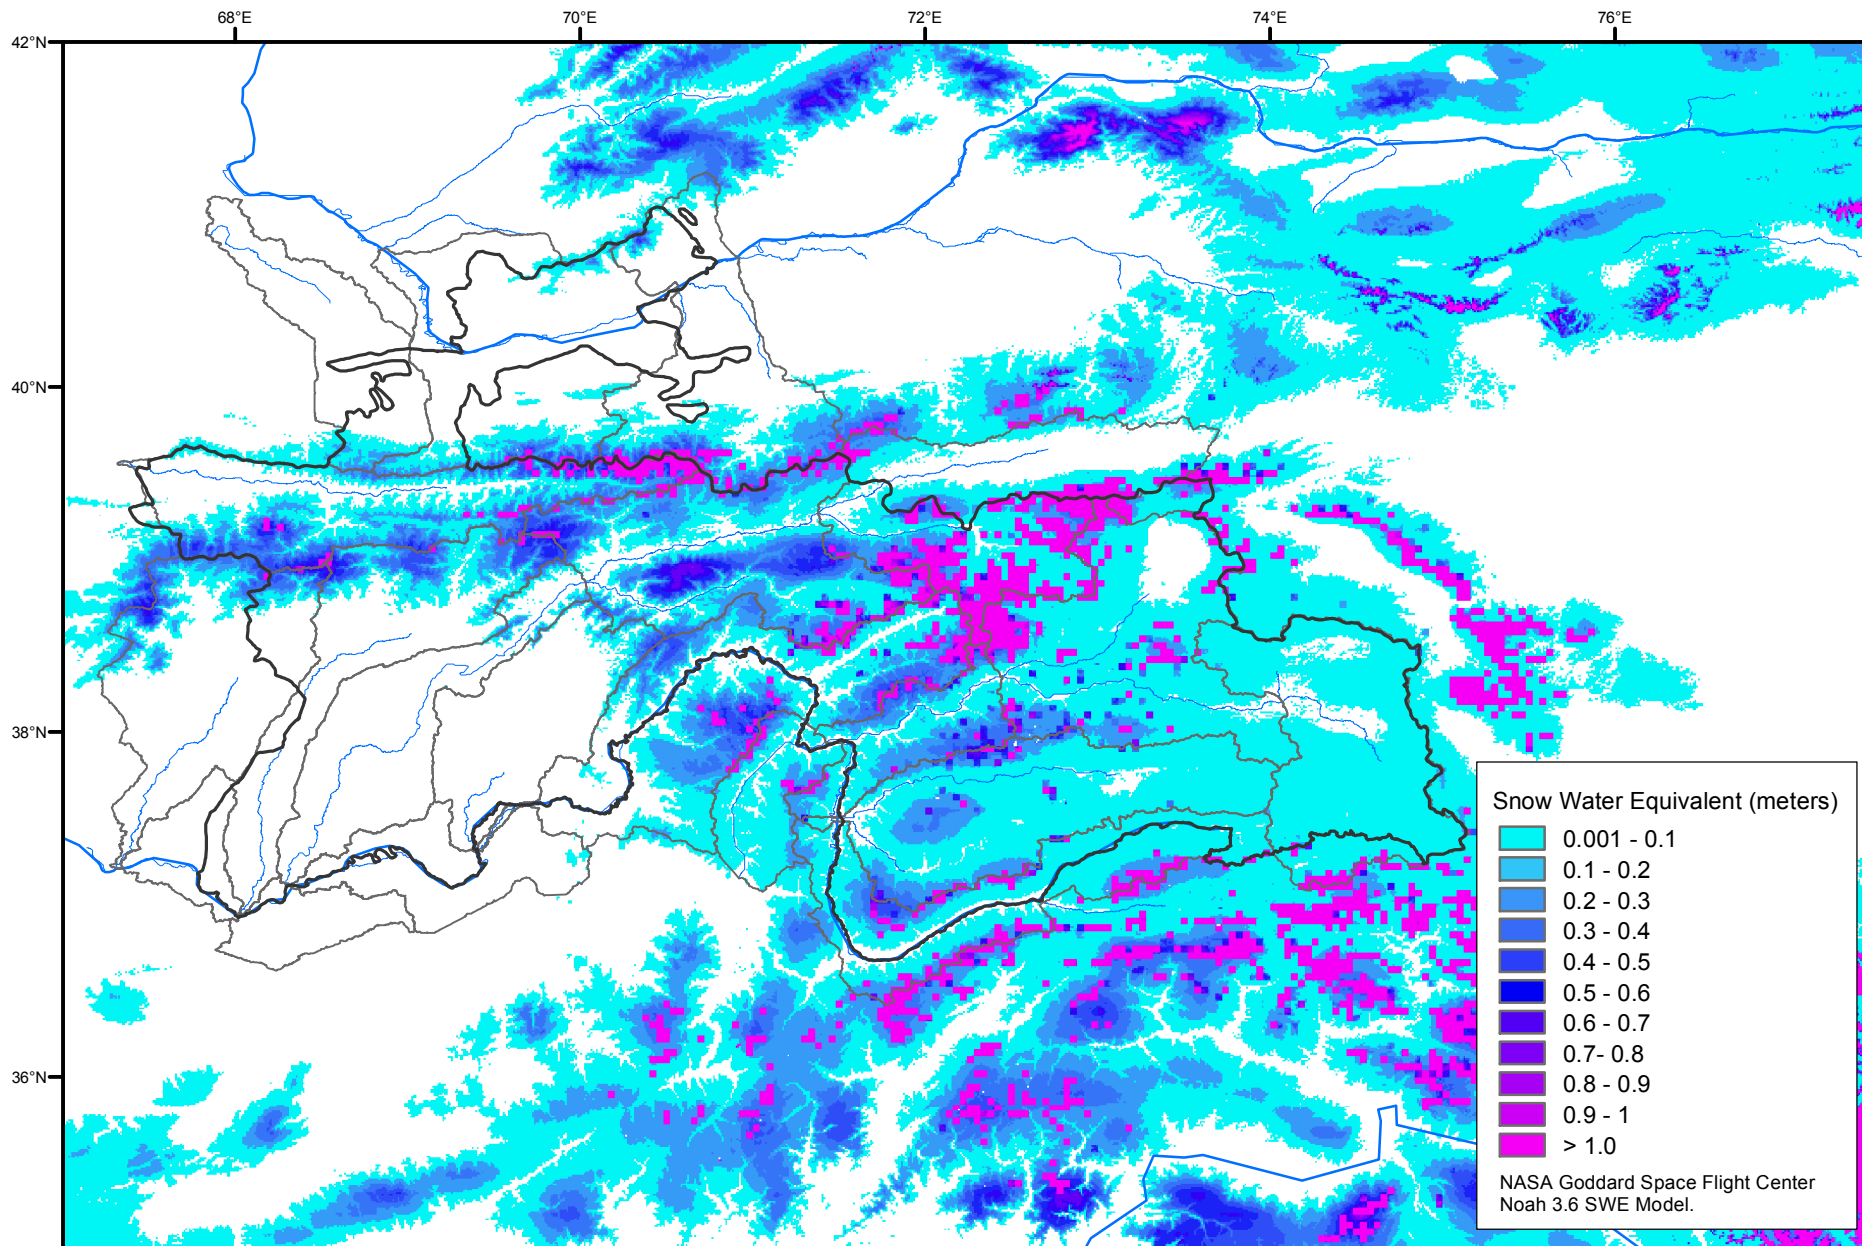 68°E
70°E
72°E
74°E
76°E
42°N
40°N
38°N
36°N
Snow Water Equivalent (meters)
0.001 - 0.1
0.1 - 0.2
0.2 - 0.3
0.3 - 0.4
0.4 - 0.5
0.5 - 0.6
0.6 - 0.7
0.7- 0.8
0.8 - 0.9
0.9 - 1
> 1.0
NASA Goddard Space Flight Center
Noah 3.6 SWE Model.